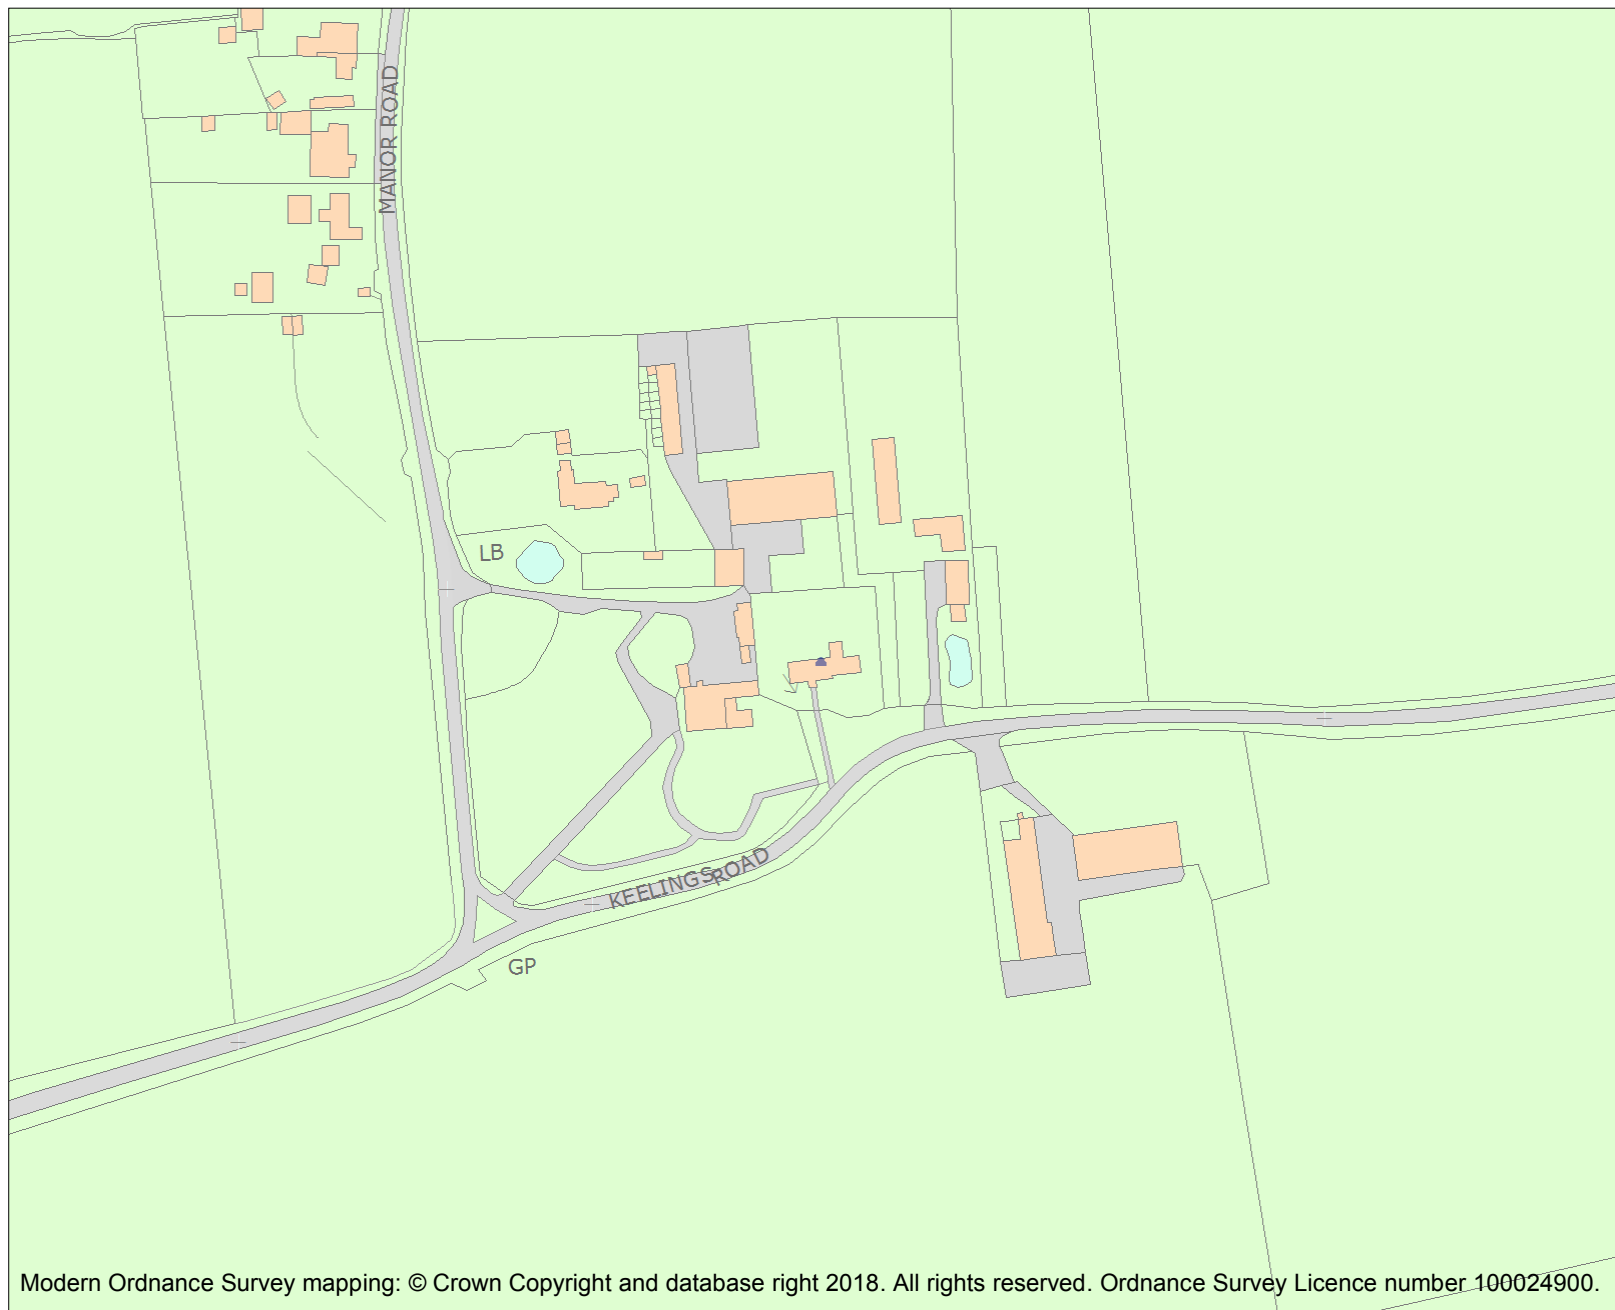 MANOR ROAD
LB
KEELINGS ROAD
GP
Modern Ordnance Survey mapping: © Crown Copyright and database right 2018. All rights reserved. Ordnance Survey Licence number 100024900.